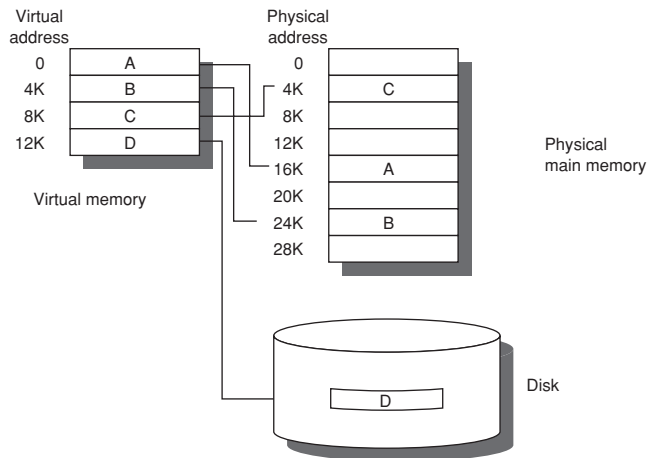 Virtual
address
0
4K
8K
12K
A
B
C
D
Virtual memory
Physical
address
0
4K
8K
12K
16K
20K
24K
28K
C
A
B
Physical
main memory
D
Disk